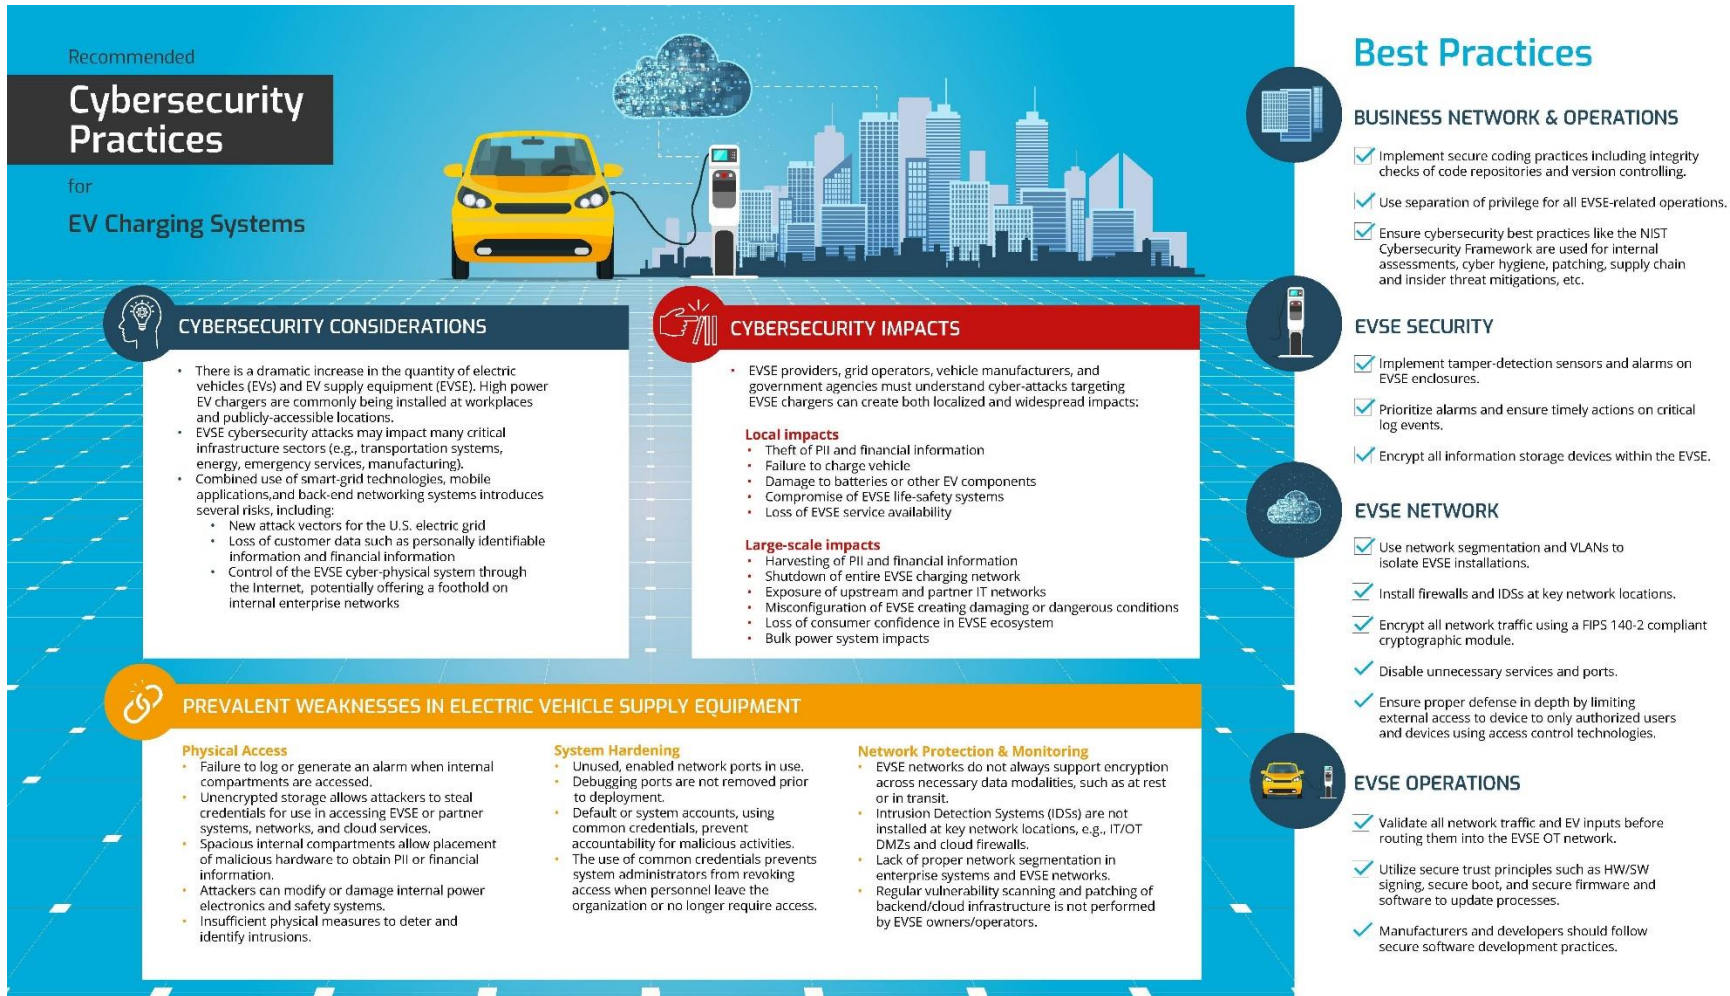 Recommended
Cybersecurity
Practices
for
EV Charging Systems
CYBERSECURITY CONSIDERATIONS
• There is a dramatic increase in the quantity of electric
vehicles (EVs) and EV supply equipment (EVSE). High power
EV chargers are commonly being installed at workplaces
and publicly-accessible locations.
• EVSE cybersecurity attacks may impact many critical
infrastructure sectors (e.g., transportation systems,
energy, emergency services, manufacturing).
• Combined use of smart-grid technologies, mobile
applications,and back-end networking systems introduces
several risks, including:
• New attack vectors for the U.S. electric grid
• Loss of customer data such as personally identifiable
information and financial information
• Control of the EVSE cyber-physical system through
the Internet, potentially offering a foothold on
internal enterprise networks
CYBERSECURITY IMPACTS
• EVSE providers, grid operators, vehicle manufacturers, and
government agencies must understand cyber-attacks targeting
EVSE chargers can create both localized and widespread impacts:
Local impacts
• Theft of PII and financial information
• Failure to charge vehicle
• Damage to batteries or other EV components
• Compromise of EVSE life-safety systems
• Loss of EVSE service availability
Large-scale impacts
• Harvesting of PII and financial information
• Shutdown of entire EVSE charging network
• Exposure of upstream and partner IT networks
• Misconfiguration of EVSE creating damaging or dangerous conditions
• Loss of consumer confidence in EVSE ecosystem
• Bulk power system impacts
PREVALENT WEAKNESSES IN ELECTRIC VEHICLE SUPPLY EQUIPMENT
Physical Access
• Failure to log or generate an alarm when internal
compartments are accessed.
• Unencrypted storage allows attackers to steal
credentials for use in accessing EVSE or partner
systems, networks, and cloud services.
• Spacious internal compartments allow placement
of malicious hardware to obtain PII or financial
information.
• Attackers can modify or damage internal power
electronics and safety systems.
• Insufficient physical measures to deter and
identify intrusions.
System Hardening
• Unused, enabled network ports in use.
• Debugging ports are not removed prior
to deployment.
• Default or system accounts, using
common credentials, prevent
accountability for malicious activities.
• The use of common credentials prevents
system administrators from revoking
access when personnel leave the
organization or no longer require access.
Network Protection & Monitoring
• EVSE networks do not always support encryption
across necessary data modalities, such as at rest
or in transit.
• Intrusion Detection Systems (IDSs) are not
installed at key network locations, e.g., IT/OT
DMZs and cloud firewalls.
• Lack of proper network segmentation in
enterprise systems and EVSE networks.
• Regular vulnerability scanning and patching of
backend/cloud infrastructure is not performed
by EVSE owners/operators.
Best Practices
BUSINESS NETWORK & OPERATIONS
Implement secure coding practices including integrity
checks of code repositories and version controlling.
Use separation of privilege for all EVSE-related operations.
Ensure cybersecurity best practices like the NIST
Cybersecurity Framework are used for internal
assessments, cyber hygiene, patching, supply chain
and insider threat mitigations, etc.
EVSE SECURITY
Implement tamper-detection sensors and alarms on
EVSE enclosures.
Prioritize alarms and ensure timely actions on critical
log events.
Encrypt all information storage devices within the EVSE.
EVSE NETWORK
Use network segmentation and VLANs to
isolate EVSE installations.
Install firewalls and IDSs at key network locations.
Encrypt all network traffic using a FIPS 140-2 compliant
cryptographic module.
Disable unnecessary services and ports.
Ensure proper defense in depth by limiting
external access to device to only authorized users
and devices using access control technologies.
EVSE OPERATIONS
Validate all network traffic and EV inputs before
routing them into the EVSE OT network.
Utilize secure trust principles such as HW/SW
signing, secure boot, and secure firmware and
software to update processes.
Manufacturers and developers should follow
secure software development practices.